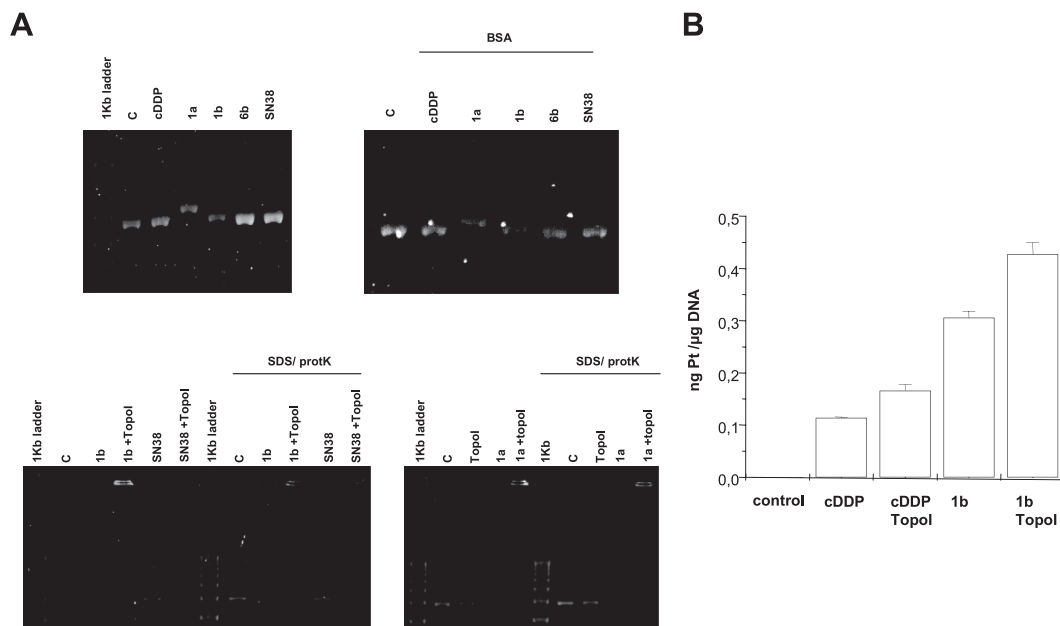 A
1Kb ladder
C
cDDP
1a
1b
6b
SN38
BSA
C
cDDP
1a
1b
6b
SN38
SDS/ protK
1Kb ladder
C
1b
1b +TopoI
SN38
SN38 +TopoI
1Kb ladder
C
1b
1b +TopoI
SN38
SN38 +TopoI
SDS/ protK
1Kb ladder
C
TopoI
1a
1a +topoI
1Kb
C
TopoI
1a
1a +topoI
B
ng Pt /µg DNA
0,5
0,4
0,3
0,2
0,1
0,0
control
cDDP
cDDP
TopoI
1b
1b
TopoI